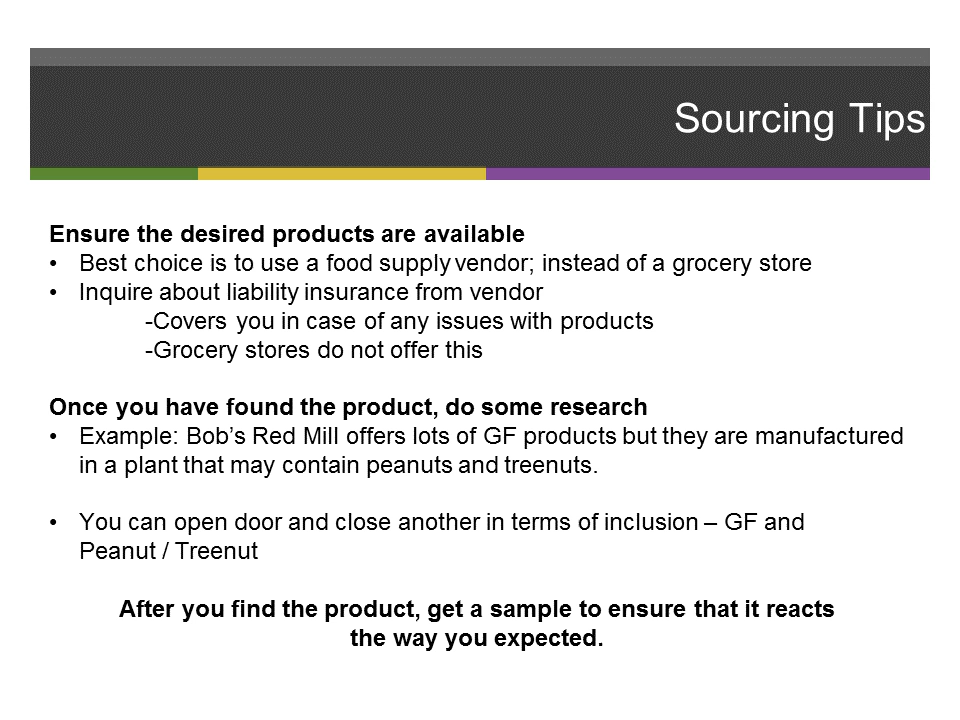 Sourcing Tips
Ensure the desired products are available
• Best choice is to use a food supply vendor; instead of a grocery store
• Inquire about liability insurance from vendor
-Covers you in case of any issues with products
-Grocery stores do not offer this
Once you have found the product, do some research
• Example: Bob’s Red Mill offers lots of GF products but they are manufactured
in a plant that may contain peanuts and treenuts.
• You can open door and close another in terms of inclusion – GF and
Peanut / Treenut
After you find the product, get a sample to ensure that it reacts
the way you expected.